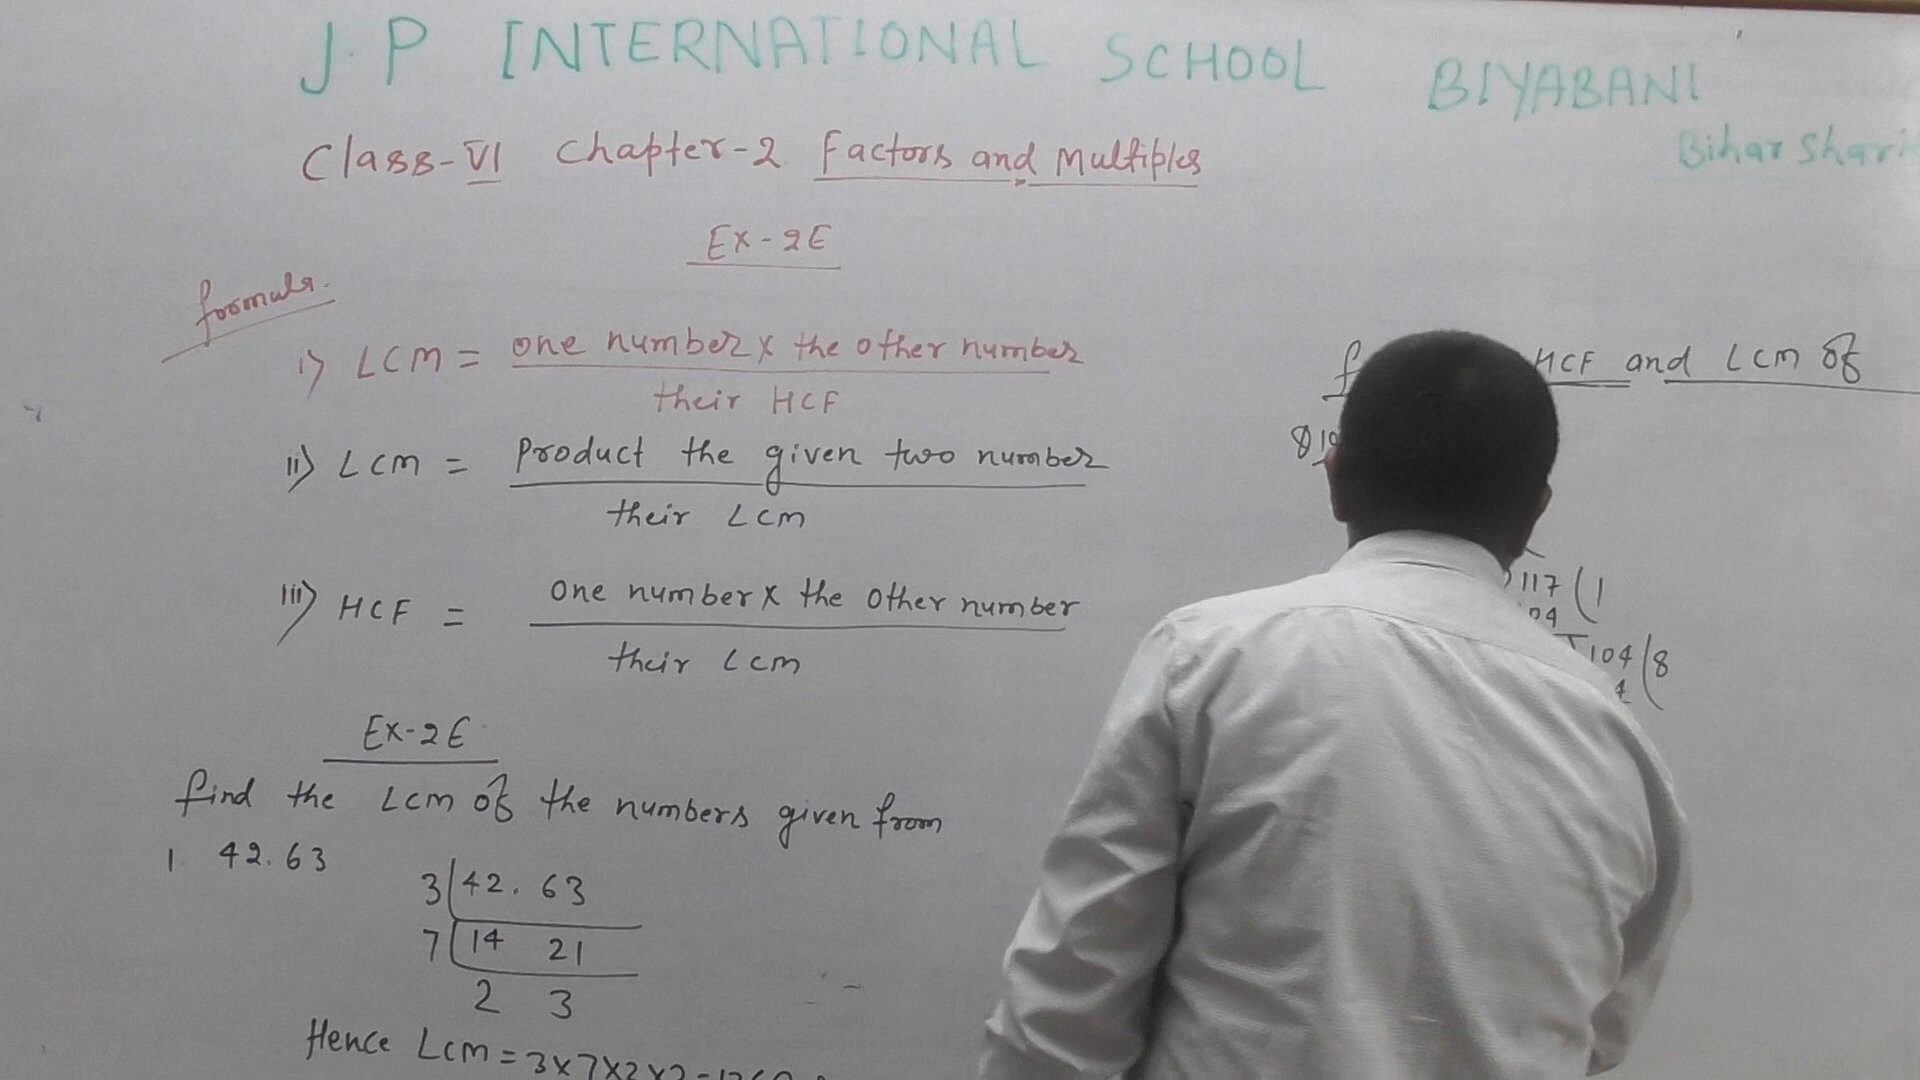 J.P INTERNATIONAL SCHOOL BIYABANI
Bihar Shari
Class-VI Chapter-2 Factors and Multiples
Ex-2E
formula.
i) LCM = one number x the other number
their HCF
ii) LCM = Product the given two number
their LCM
iii) HCF = One number x the other number
their LCM
Ex-2E
find the LCM of the numbers given from
1. 42.63
3 42. 63
7 14 21
2 3
Hence LCM = 3x7x2x3
HCF and LCM of
117 ( 1
104 ( 8